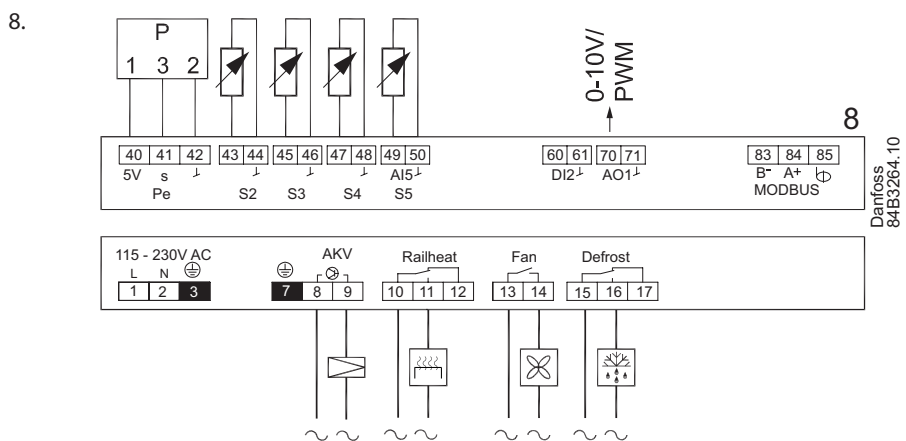 8.
P
1 3 2
0-10V/
PWM
8
40 41 42 43 44 45 46 47 48 49 50 60 61 70 71 83 84 85
5V s AI5 DI2 AO1 B- A+
Pe S2 S3 S4 S5 MODBUS
Danfoss
84B3264.10
115 - 230V AC AKV Railheat Fan Defrost
L N
1 2 3 7 8 9 10 11 12 13 14 15 16 17